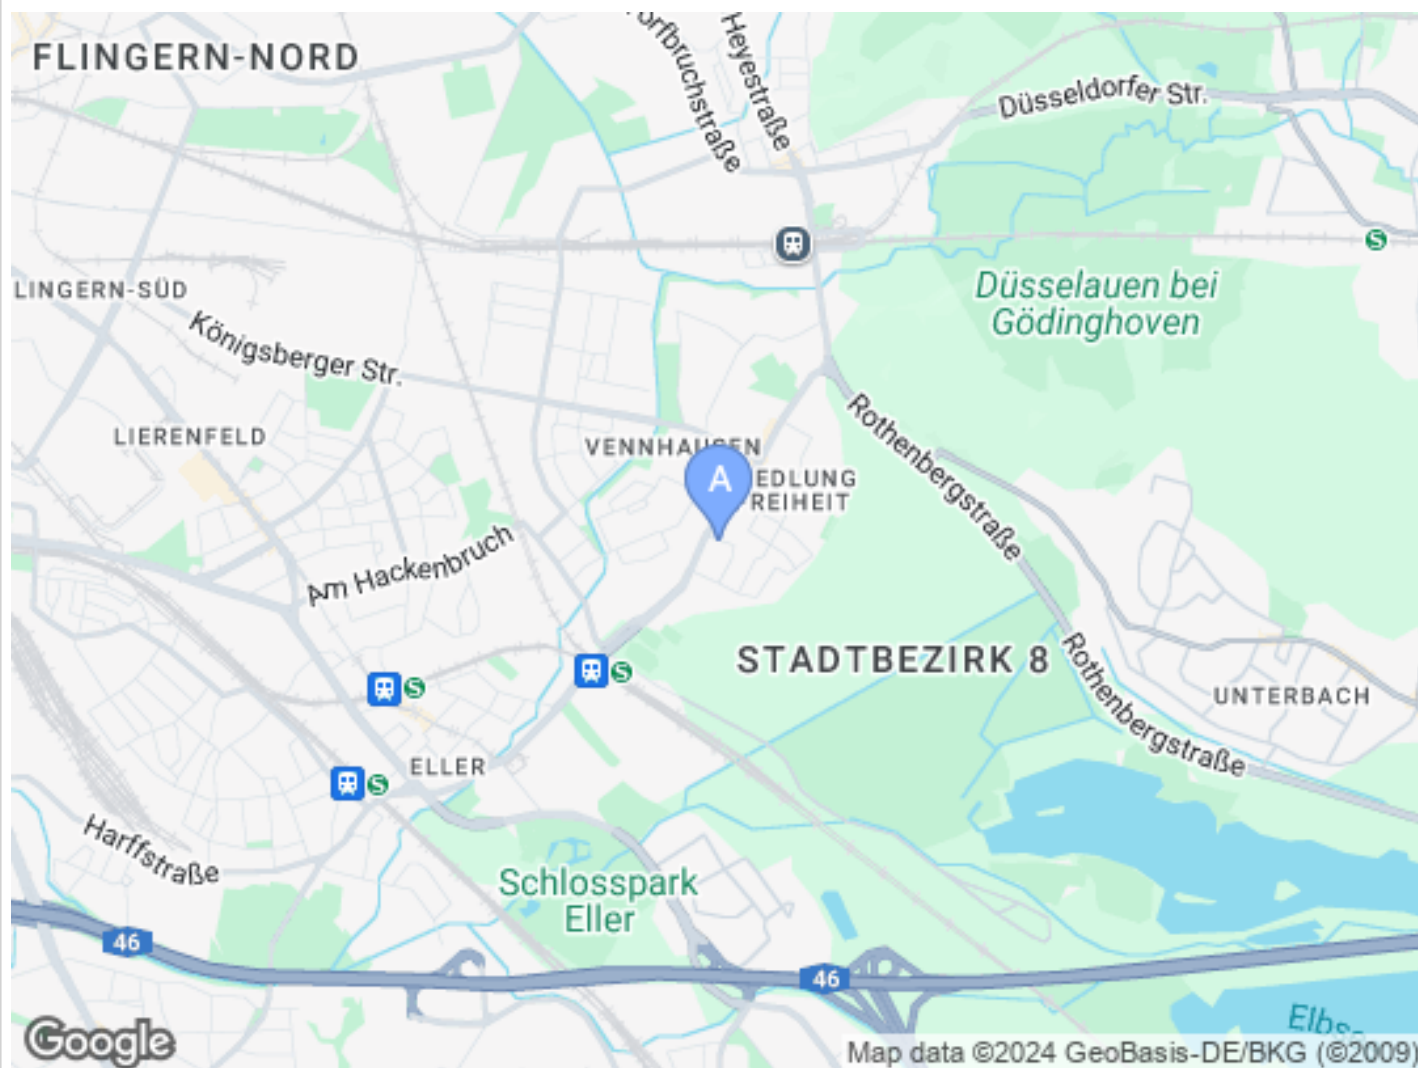 FLINGERN-NORD
Heyestraße
Düsseldorfer Str.
S
Düsselauen bei
Gödinghoven
LINGERN-SÜD
Königsberger Str.
Rothenbergstraße
LIERENFELD
VENNHAUSEN
A
EDLUNG
REIHEIT
Am Hackenbruch
STADTBEZIRK 8
S
S
Rothenbergstraße
UNTERBACH
ELLER
S
Harffstraße
Schlosspark
Eller
46
46
Google
Map data ©2024 GeoBasis-DE/BKG (©2009)